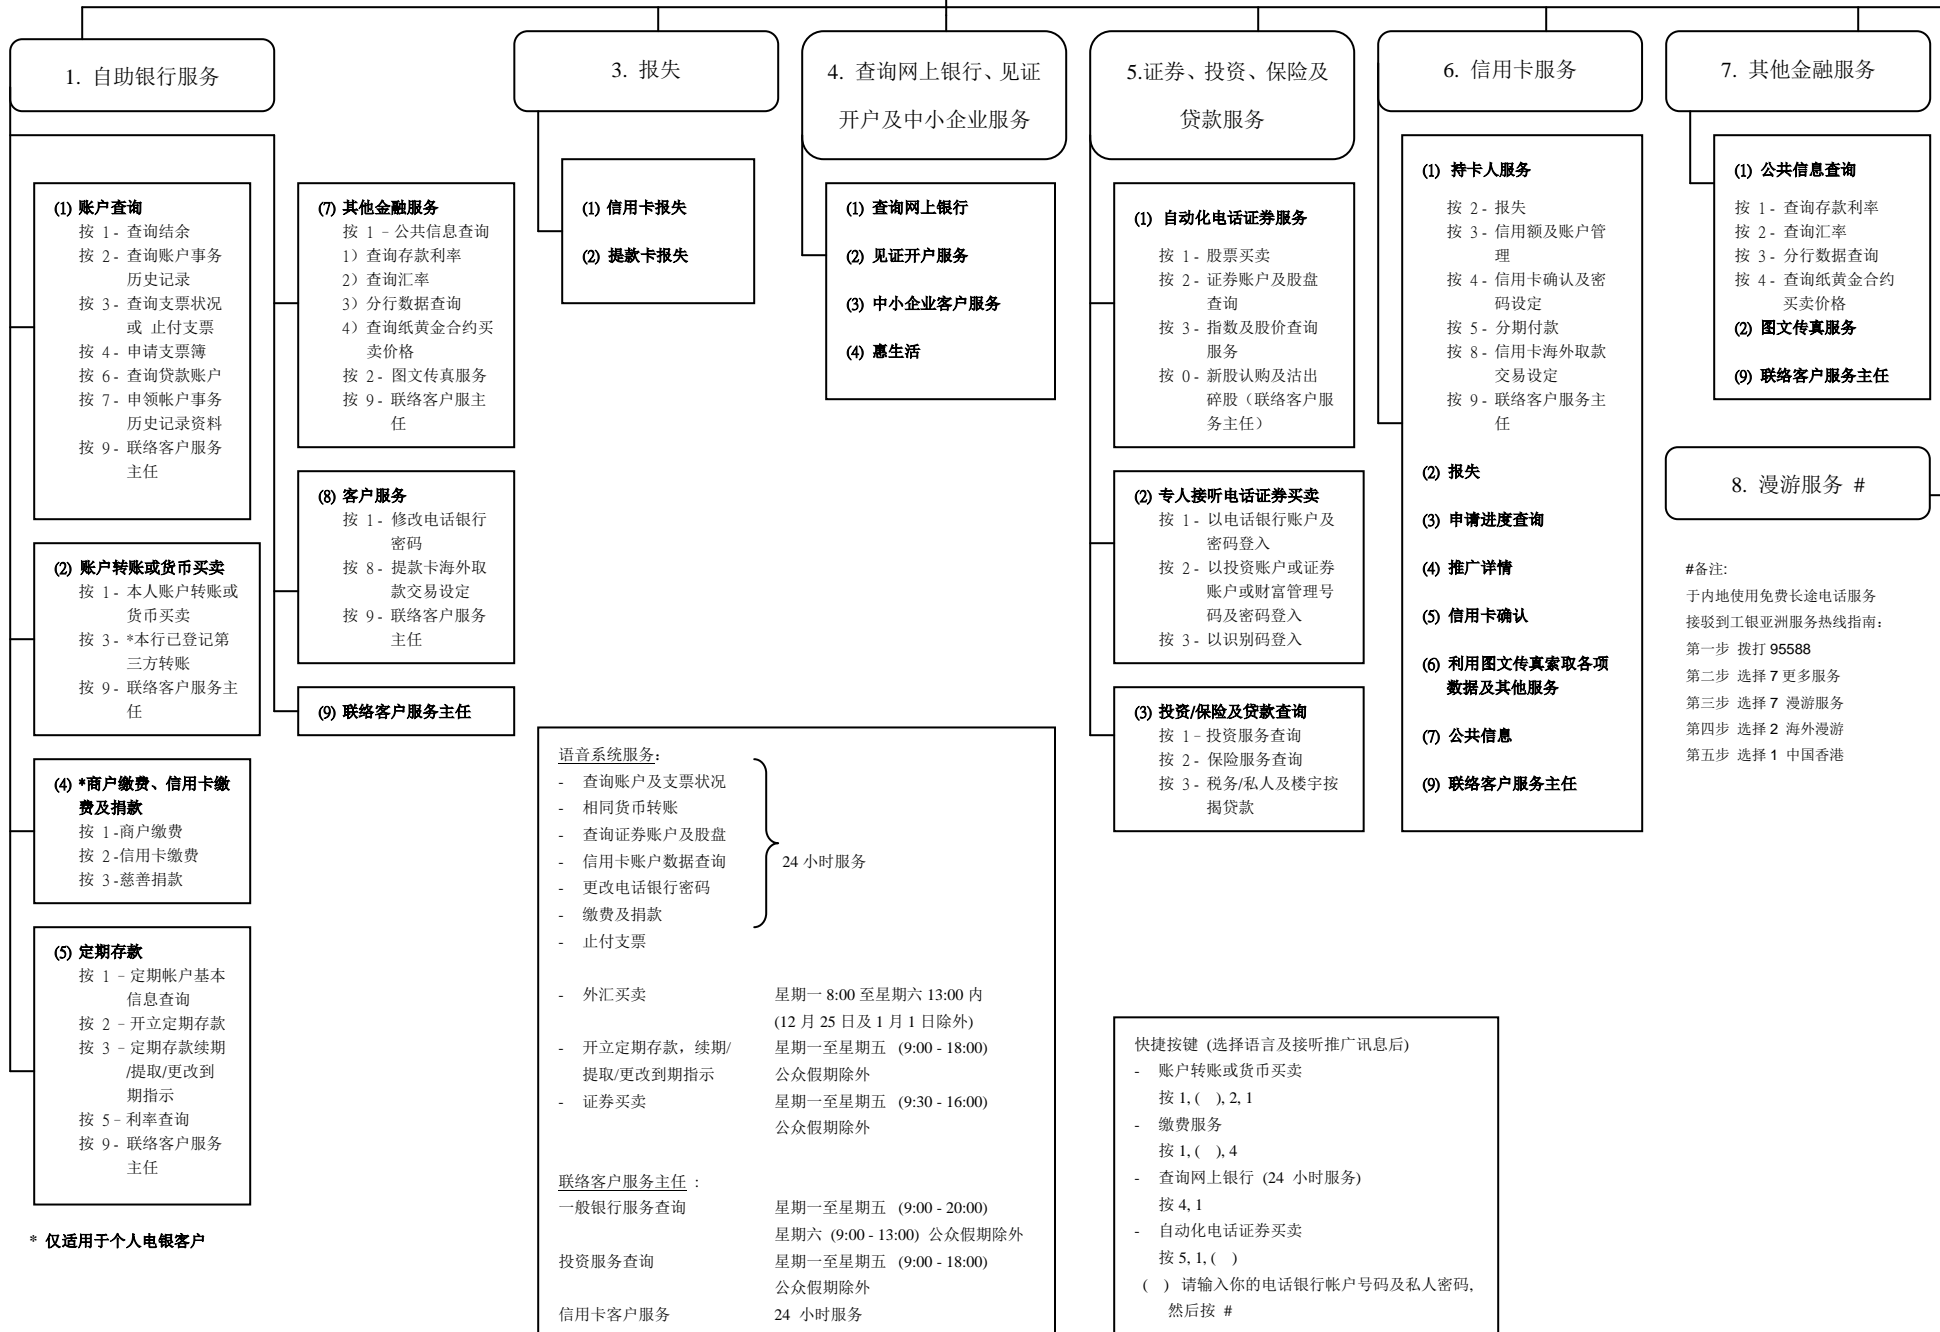 1. 自助银行服务
(1) 账户查询
按 1 - 查询结余
按 2 - 查询账户事务
历史记录
按 3 - 查询支票状况
或 止付支票
按 4 - 申请支票簿
按 6 - 查询贷款账户
按 7 - 申领帐户事务
历史记录资料
按 9 - 联络客户服务
主任
(2) 账户转账或货币买卖
按 1 - 本人账户转账或
货币买卖
按 3 - *本行已登记第
三方转账
按 9 - 联络客户服务主
任
(4) *商户缴费、信用卡缴
费及捐款
按 1 -商户缴费
按 2 -信用卡缴费
按 3 -慈善捐款
(5) 定期存款
按 1 – 定期帐户基本
信息查询
按 2 – 开立定期存款
按 3 – 定期存款续期
/提取/更改到
期指示
按 5 – 利率查询
按 9 - 联络客户服务
主任
* 仅适用于个人电银客户
(7) 其他金融服务
按 1 – 公共信息查询
1）查询存款利率
2）查询汇率
3）分行数据查询
4）查询纸黄金合约买
卖价格
按 2 - 图文传真服务
按 9 - 联络客户服主
任
(8) 客户服务
按 1 - 修改电话银行
密码
按 8 - 提款卡海外取
款交易设定
按 9 - 联络客户服务
主任
(9) 联络客户服务主任
3. 报失
(1) 信用卡报失
(2) 提款卡报失
4. 查询网上银行、见证
开户及中小企业服务
(1) 查询网上银行
(2) 见证开户服务
(3) 中小企业客户服务
(4) 惠生活
5.证券、投资、保险及
贷款服务
(1) 自动化电话证券服务
按 1 - 股票买卖
按 2 - 证券账户及股盘
查询
按 3 - 指数及股价查询
服务
按 0 - 新股认购及沽出
碎股（联络客户服
务主任）
(2) 专人接听电话证券买卖
按 1 - 以电话银行账户及
密码登入
按 2 - 以投资账户或证券
账户或财富管理号
码及密码登入
按 3 - 以识别码登入
(3) 投资/保险及贷款查询
按 1 – 投资服务查询
按 2 - 保险服务查询
按 3 - 税务/私人及楼宇按
揭贷款
6. 信用卡服务
(1) 持卡人服务
按 2 - 报失
按 3 - 信用额及账户管
理
按 4 - 信用卡确认及密
码设定
按 5 - 分期付款
按 8 - 信用卡海外取款
交易设定
按 9 - 联络客户服务主
任
(2) 报失
(3) 申请进度查询
(4) 推广详情
(5) 信用卡确认
(6) 利用图文传真索取各项
数据及其他服务
(7) 公共信息
(9) 联络客户服务主任
7. 其他金融服务
(1) 公共信息查询
按 1 - 查询存款利率
按 2 - 查询汇率
按 3 - 分行数据查询
按 4 - 查询纸黄金合约
买卖价格
(2) 图文传真服务
(9) 联络客户服务主任
8. 漫游服务 #
#备注:
于内地使用免费长途电话服务
接驳到工银亚洲服务热线指南：
第一步 拨打 95588
第二步 选择 7 更多服务
第三步 选择 7 漫游服务
第四步 选择 2 海外漫游
第五步 选择 1 中国香港
语音系统服务：
- 查询账户及支票状况
- 相同货币转账
- 查询证券账户及股盘
- 信用卡账户数据查询 24 小时服务
- 更改电话银行密码
- 缴费及捐款
- 止付支票
- 外汇买卖 星期一 8:00 至星期六 13:00 内
(12 月 25 日及 1 月 1 日除外)
- 开立定期存款，续期/ 星期一至星期五 (9:00 - 18:00)
提取/更改到期指示 公众假期除外
- 证券买卖 星期一至星期五 (9:30 - 16:00)
公众假期除外
联络客户服务主任 :
一般银行服务查询 星期一至星期五 (9:00 - 20:00)
星期六 (9:00 - 13:00) 公众假期除外
投资服务查询 星期一至星期五 (9:00 - 18:00)
公众假期除外
信用卡客户服务 24 小时服务
快捷按键 (选择语言及接听推广讯息后)
- 账户转账或货币买卖
按 1, ( ), 2, 1
- 缴费服务
按 1, ( ), 4
- 查询网上银行 (24 小时服务)
按 4, 1
- 自动化电话证券买卖
按 5, 1, ( )
( ) 请输入你的电话银行帐户号码及私人密码,
然后按 #